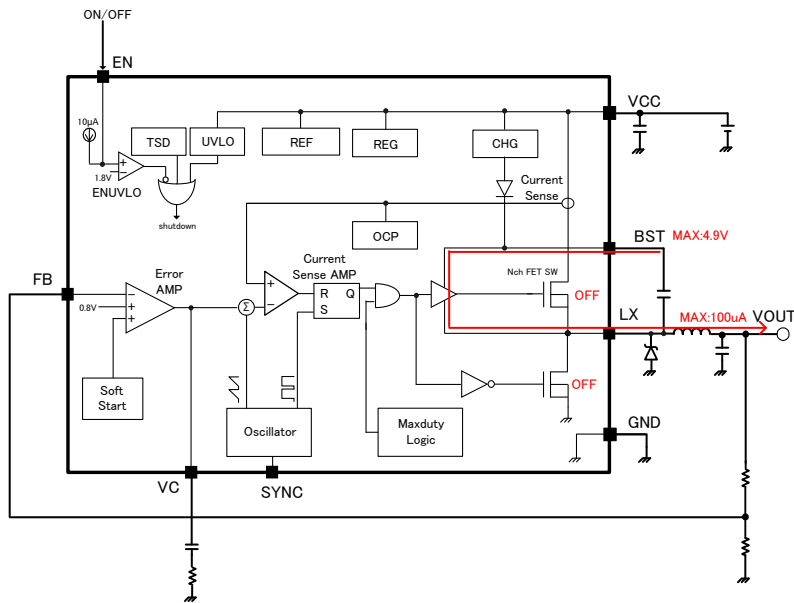 ON/OFF
EN
10μA
TSD
UVLO
REF
REG
CHG
VCC
1.8V
ENUVLO
shutdown
Current
Sense
OCP
BST
MAX:4.9V
FB
Error
AMP
Current
Sense AMP
Nch FET SW
OFF
0.8V
Σ
R
Q
S
LX
MAX:100uA
VOUT
Soft
Start
OFF
Oscillator
Maxduty
Logic
GND
VC
SYNC